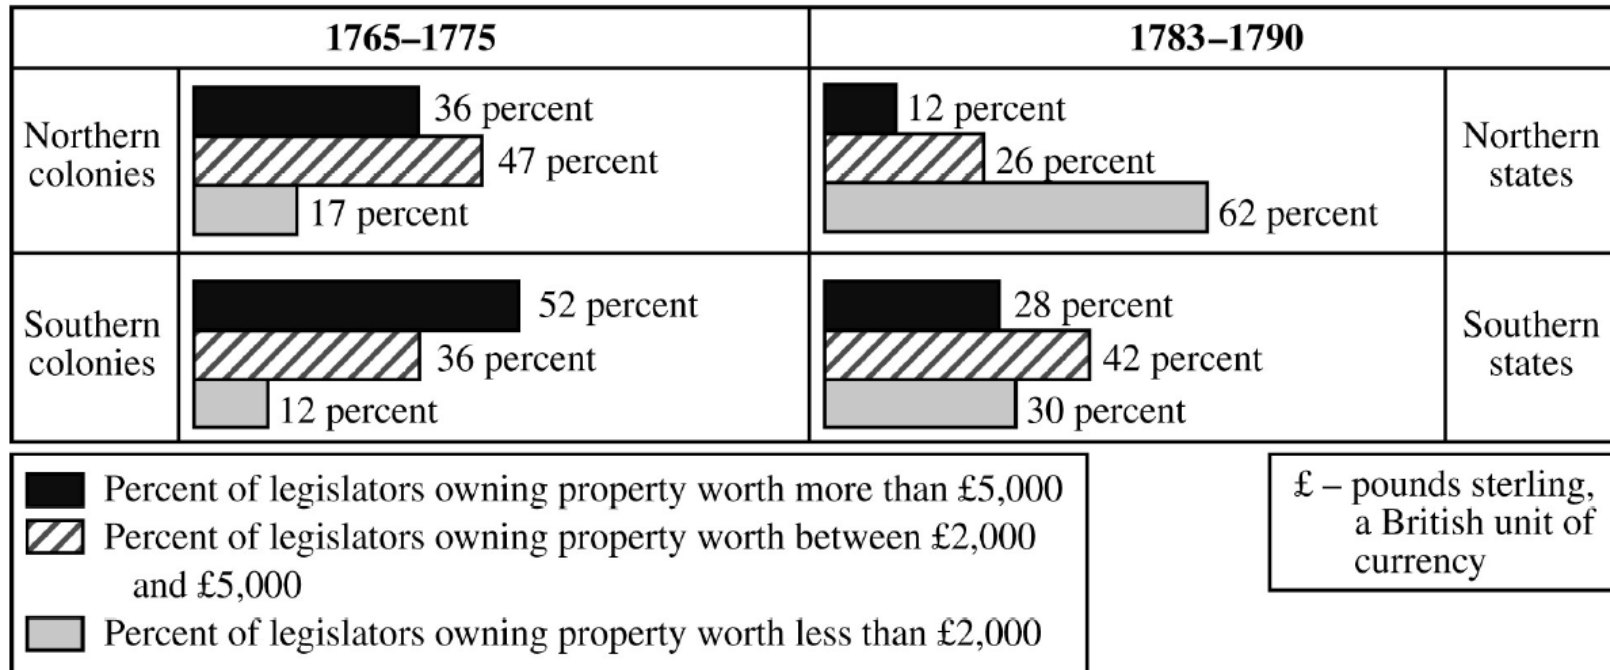 1765–1775
1783–1790
Northern
colonies
36 percent
47 percent
17 percent
12 percent
26 percent
62 percent
Northern
states
Southern
colonies
52 percent
36 percent
12 percent
28 percent
42 percent
30 percent
Southern
states
Percent of legislators owning property worth more than £5,000
Percent of legislators owning property worth between £2,000
and £5,000
Percent of legislators owning property worth less than £2,000
£ – pounds sterling,
a British unit of
currency